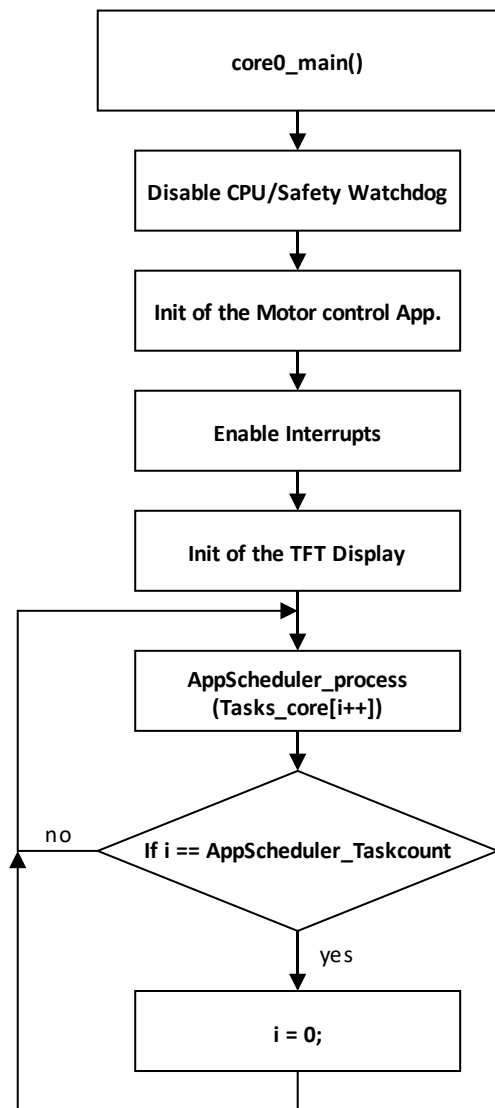 core0_main()
Disable CPU/Safety Watchdog
Init of the Motor control App.
Enable Interrupts
Init of the TFT Display
AppScheduler_process
(Tasks_core[i++])
no
If i == AppScheduler_Taskcount
yes
i = 0;